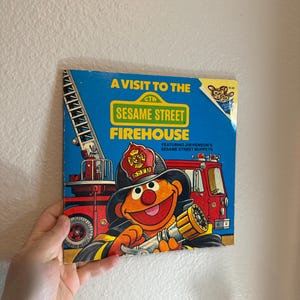 A VISIT TO THE
CTW
SESAME STREET
FIREHOUSE
FEATURING JIM HENSON'S
SESAME STREET MUPPETS